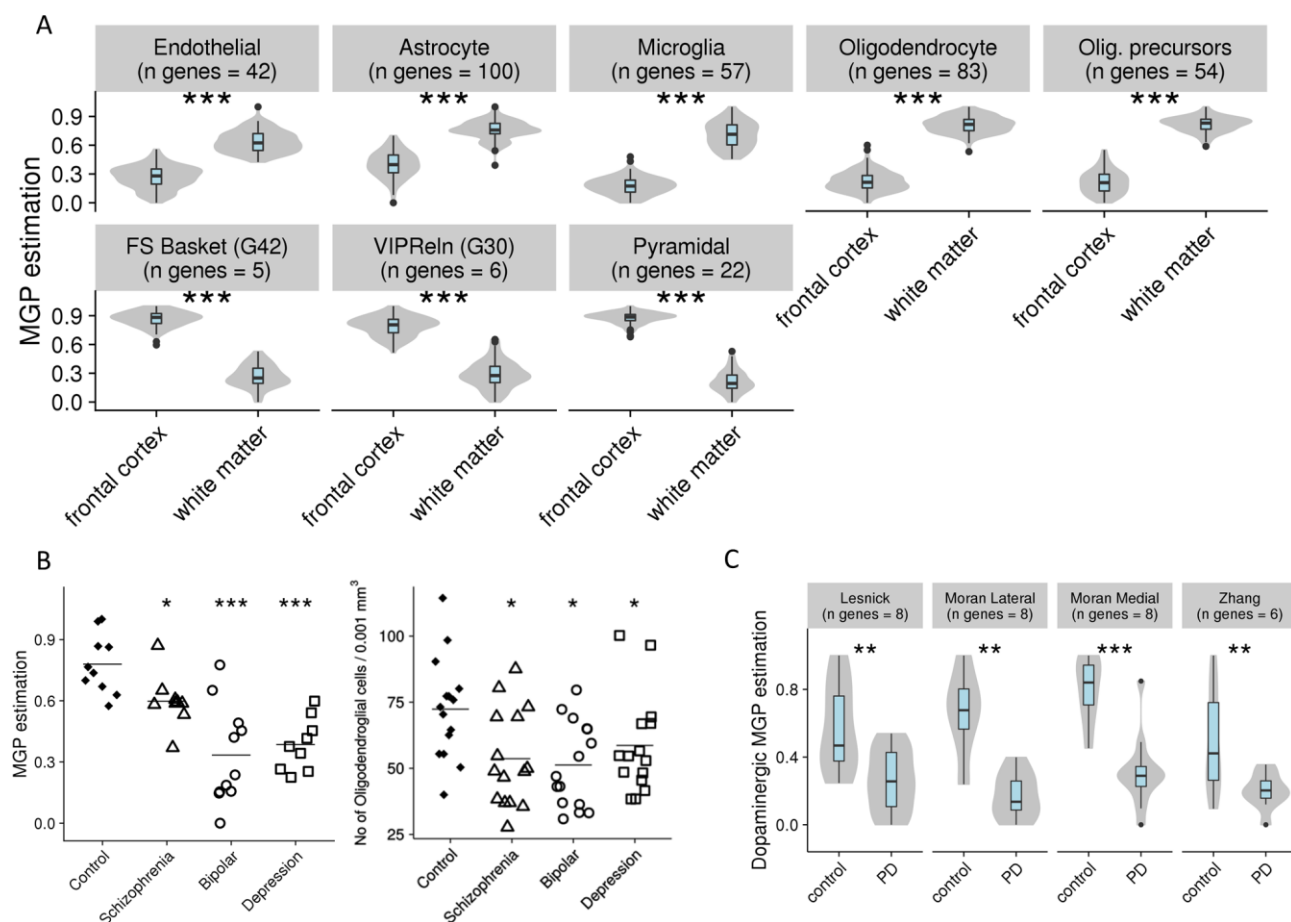 A
Endothelial
(n genes = 42)
Astrocyte
(n genes = 100)
Microglia
(n genes = 57)
Oligodendrocyte
(n genes = 83)
Olig. precursors
(n genes = 54)
***
***
***
***
***
0.9
0.6
0.3
0.0
MGP estimation
FS Basket (G42)
(n genes = 5)
VIPReln (G30)
(n genes = 6)
Pyramidal
(n genes = 22)
***
***
***
0.9
0.6
0.3
0.0
frontal cortex
white matter
frontal cortex
white matter
frontal cortex
white matter
frontal cortex
white matter
frontal cortex
white matter
B
MGP estimation
0.9
0.6
0.3
0.0
*
***
***
Control
Schizophrenia
Bipolar
Depression
No of Oligodendroglial cells / 0.001 mm³
100
75
50
25
*
*
*
Control
Schizophrenia
Bipolar
Depression
C
Dopaminergic MGP estimation
Lesnick
(n genes = 8)
Moran Lateral
(n genes = 8)
Moran Medial
(n genes = 8)
Zhang
(n genes = 6)
**
**
***
**
0.8
0.4
0.0
control
PD
control
PD
control
PD
control
PD